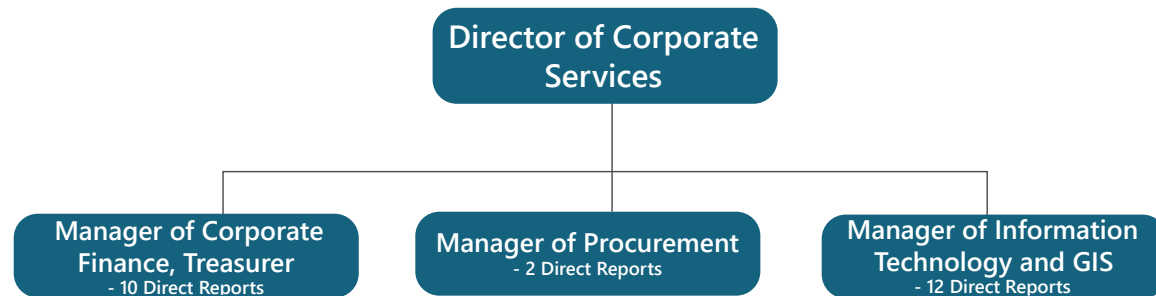 Director of Corporate
Services
Manager of Corporate
Finance, Treasurer
- 10 Direct Reports
Manager of Procurement
- 2 Direct Reports
Manager of Information
Technology and GIS
- 12 Direct Reports